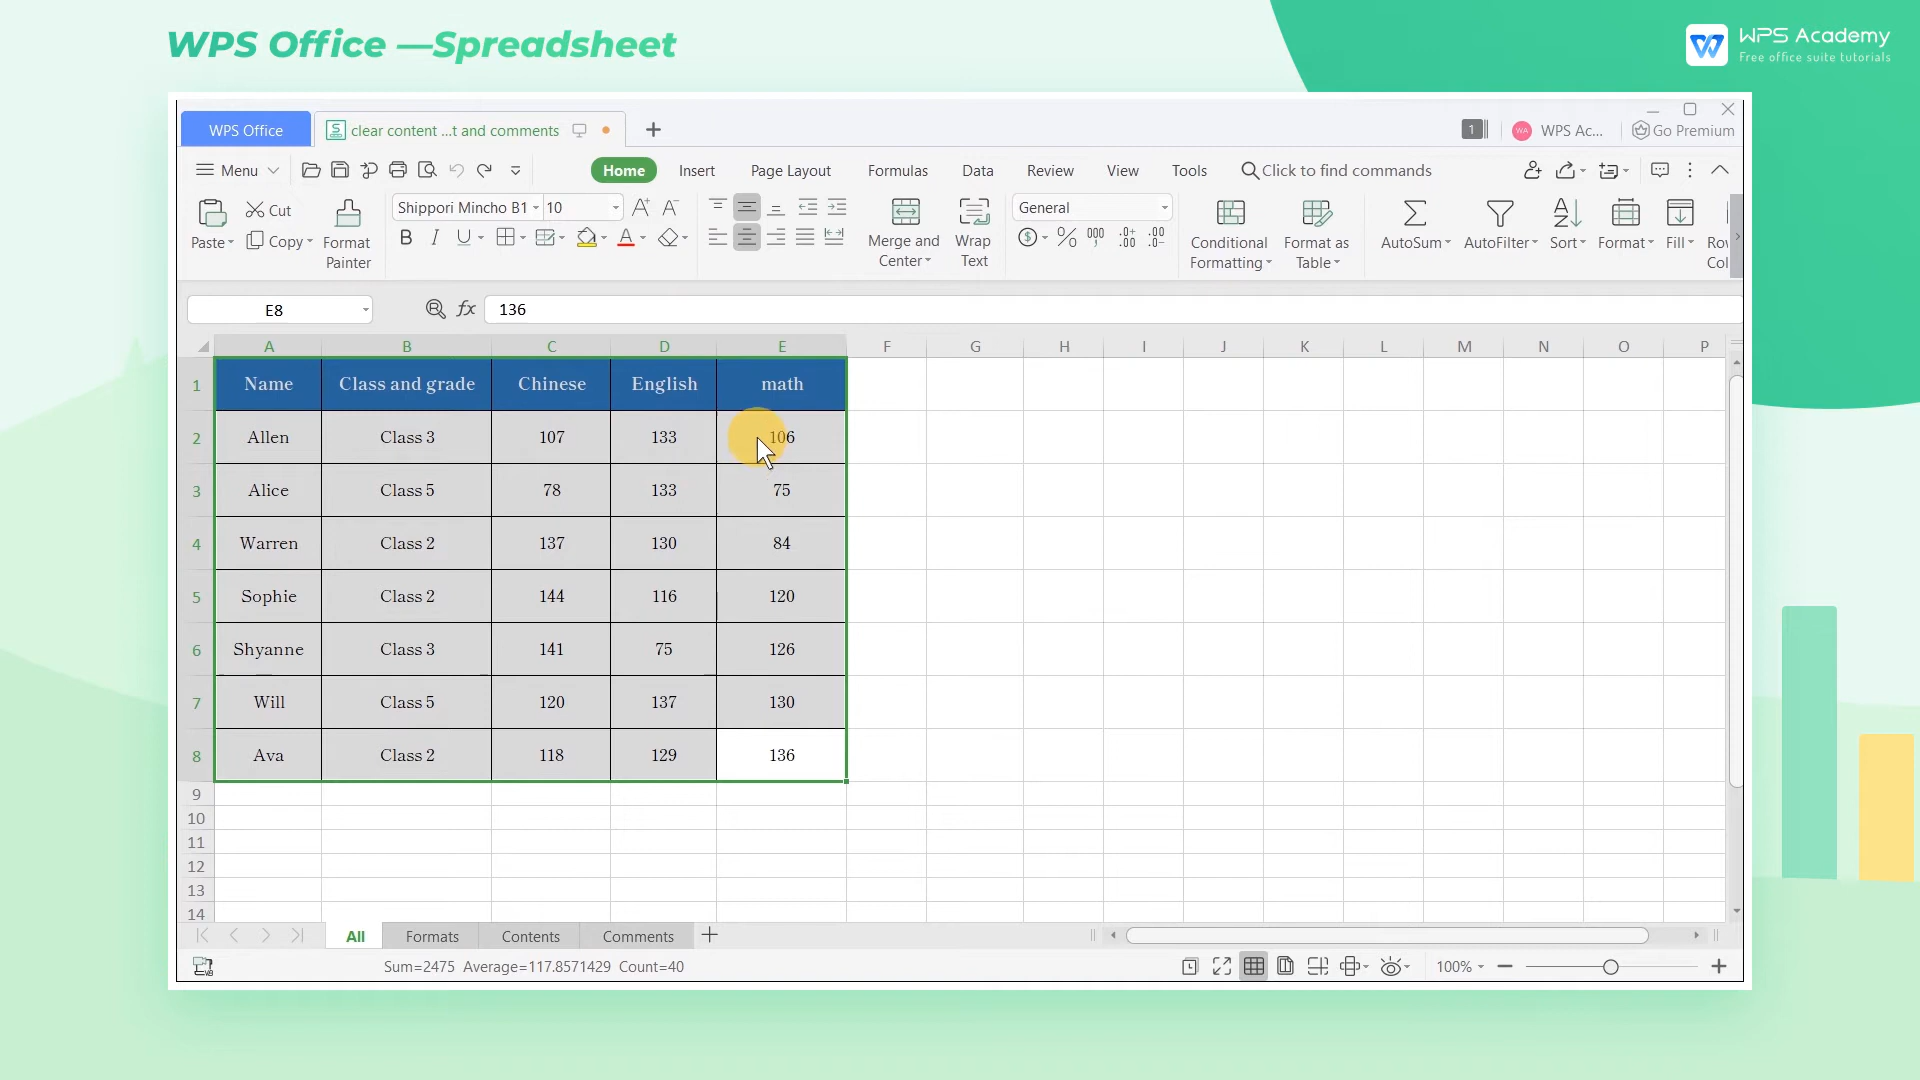 WPS Office —Spreadsheet
WPS Academy
Free office suite tutorials
WPS Office
clear content ...t and comments
1
WA
WPS Ac...
Go Premium
Menu
Home
Insert
Page Layout
Formulas
Data
Review
View
Tools
Click to find commands
Paste
Cut
Copy
Format
Painter
Shippori Mincho B1
10
Merge and
Center
Wrap
Text
General
Conditional
Formatting
Format as
Table
AutoSum
AutoFilter
Sort
Format
Fill
E8
136
A B C D E F G H I J K L M N O P
1 Name Class and grade Chinese English math
2 Allen Class 3 107 133 106
3 Alice Class 5 78 133 75
4 Warren Class 2 137 130 84
5 Sophie Class 2 144 116 120
6 Shyanne Class 3 141 75 126
7 Will Class 5 120 137 130
8 Ava Class 2 118 129 136
9
10
11
12
13
14
All
Formats
Contents
Comments
Sum=2475 Average=117.8571429 Count=40
100%